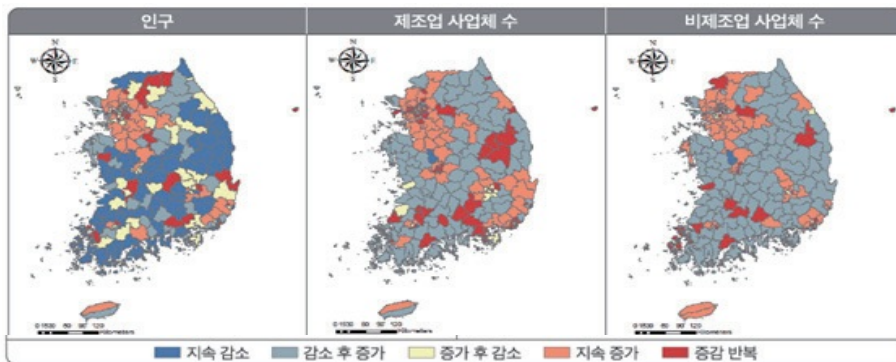 인구 제조업 사업체 수 비제조업 사업체 수
N N N
W E W E W E
S S S
지속 감소 감소 후 증가 증가 후 감소 지속 증가 증감 반복